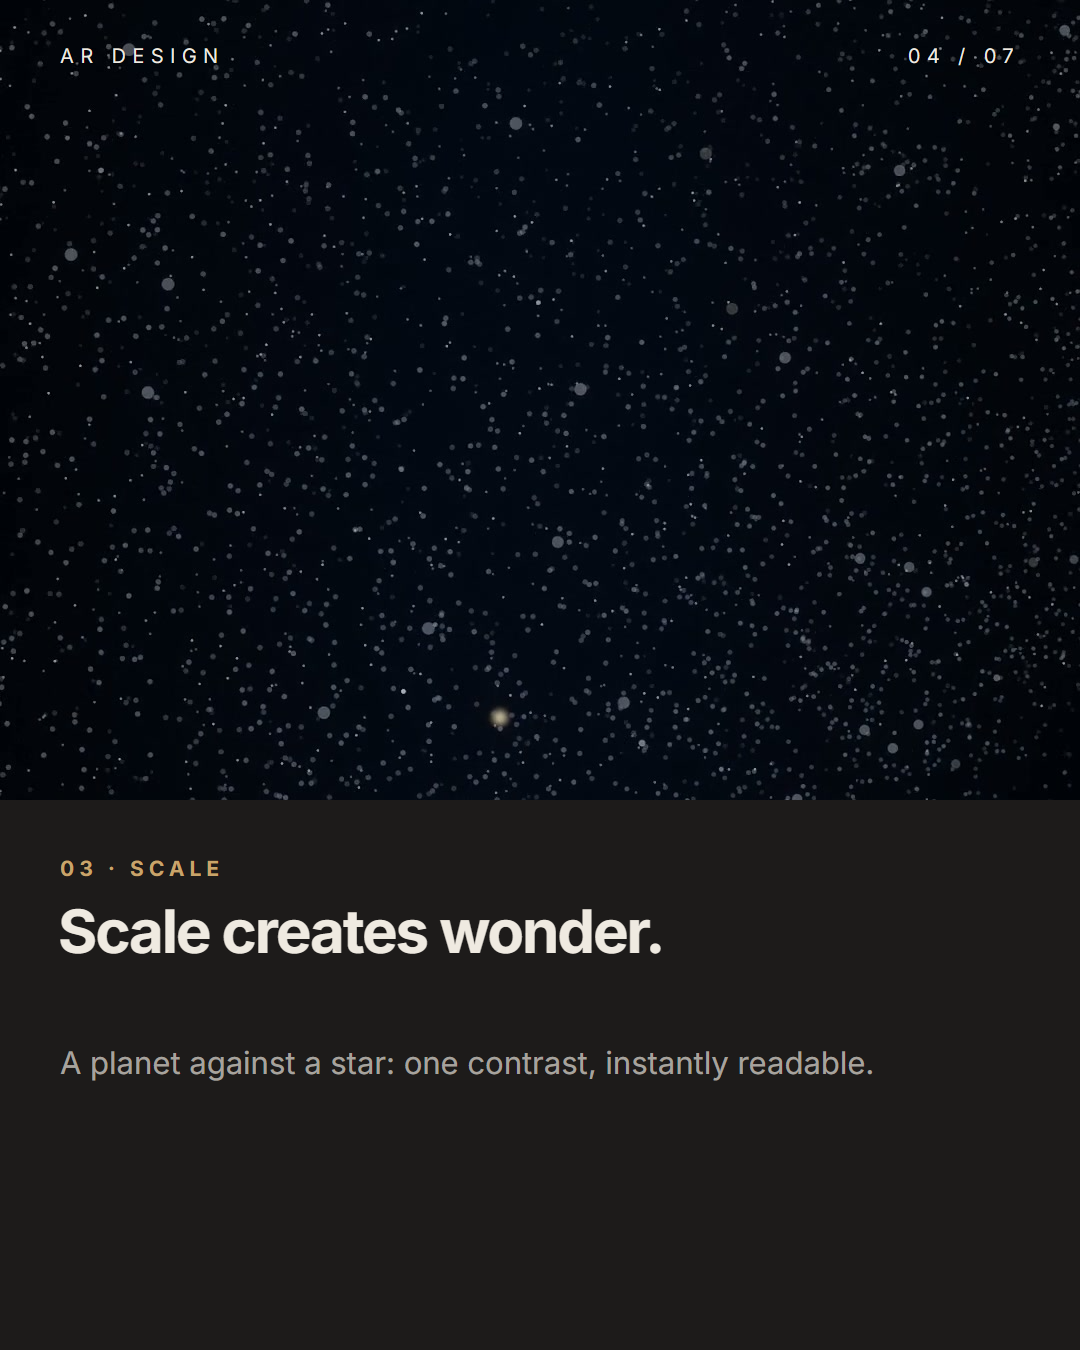 AR DESIGN
04 / 07
03 · SCALE
Scale creates wonder.
A planet against a star: one contrast, instantly readable.